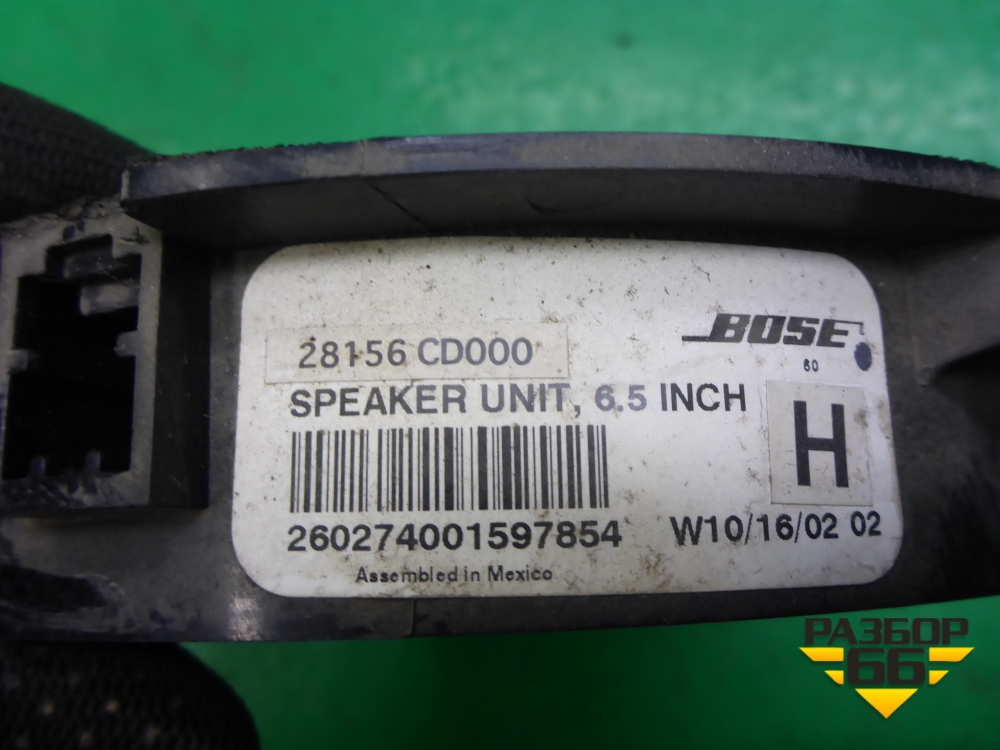 BOSE
60
28156 CD000
SPEAKER UNIT, 6.5 INCH
H
260274001597854
W10/16/02 02
Assembled in Mexico
РАЗБОР
66